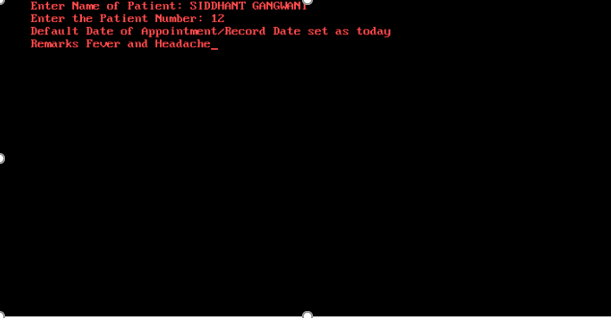 Enter Name of Patient: SIDDHANT GANGWANI
Enter the Patient Number: 12
Default Date of Appointment/Record Date set as today
Remarks Fever and Headache_